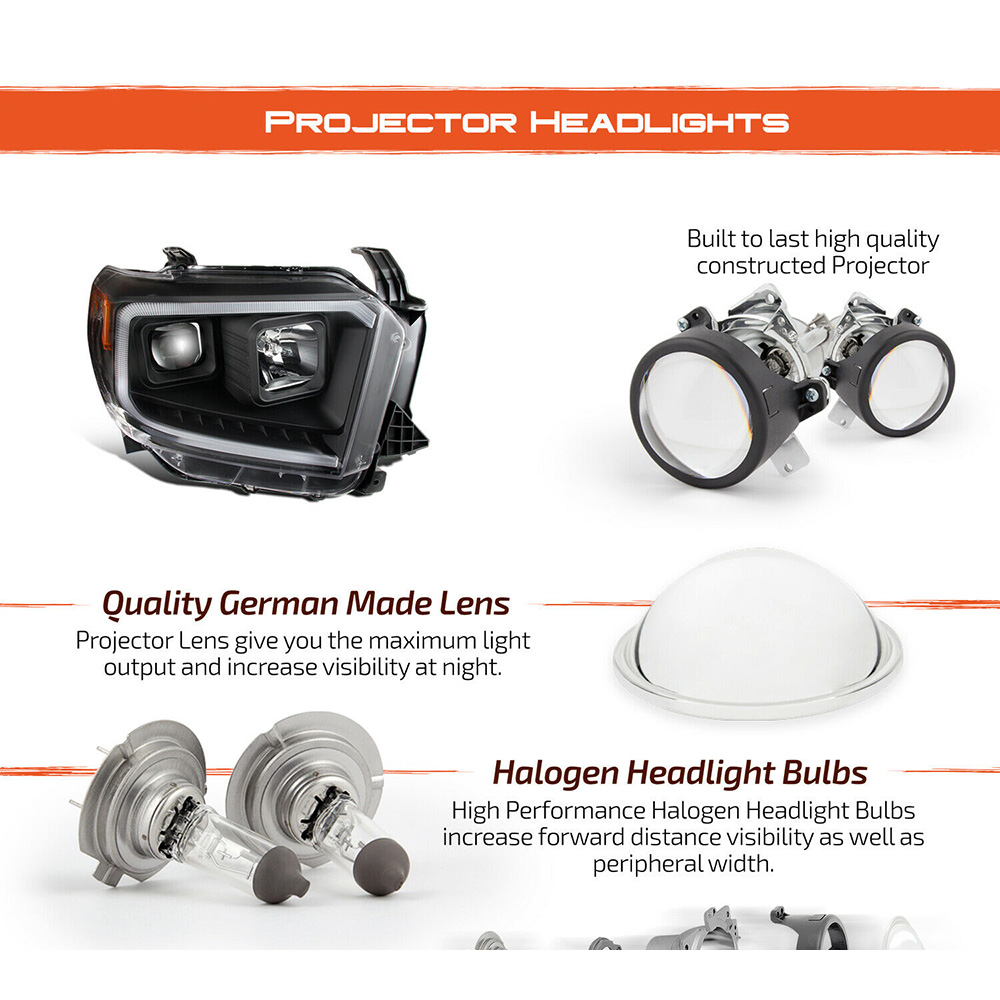 PROJECTOR HEADLIGHTS
Built to last high quality
constructed Projector
Quality German Made Lens
Projector Lens give you the maximum light
output and increase visibility at night.
Halogen Headlight Bulbs
High Performance Halogen Headlight Bulbs
increase forward distance visibility as well as
peripheral width.